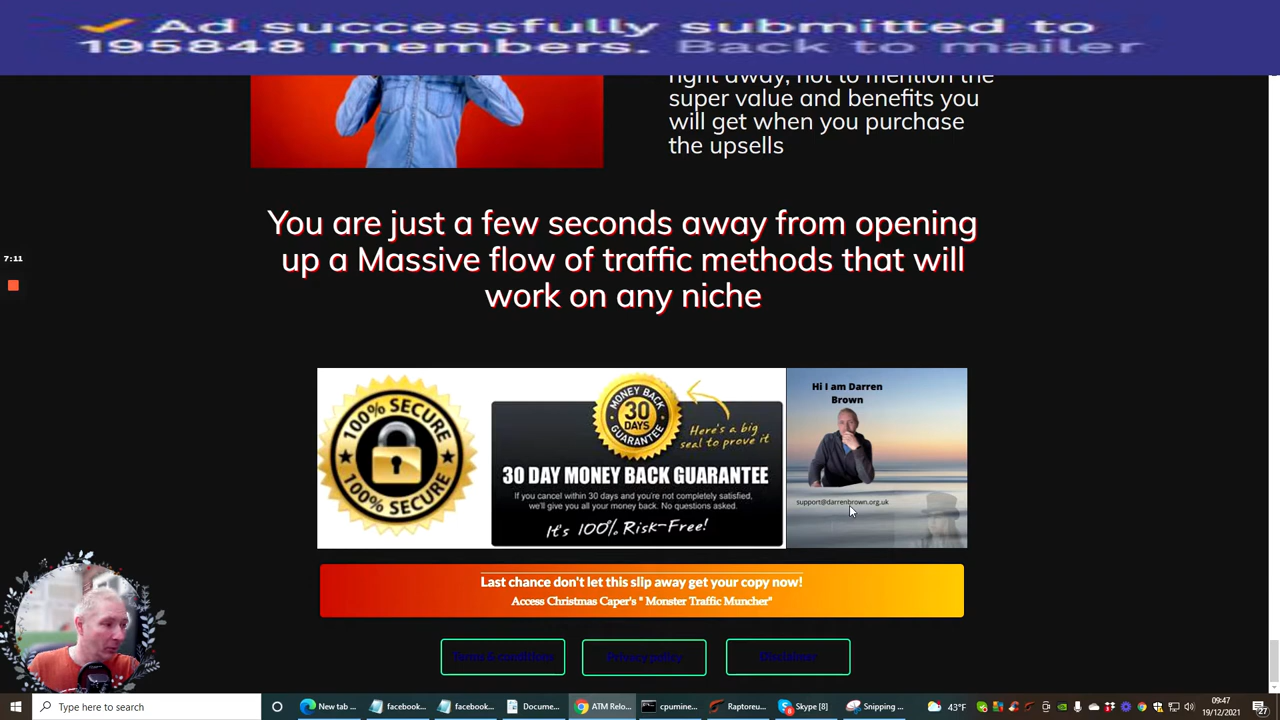 ✓ Ad successfully submitted to
195848 members. Back to mailer
right away, not to mention the
super value and benefits you
will get when you purchase
the upsells
You are just a few seconds away from opening
up a Massive flow of traffic methods that will
work on any niche
7:11
100% SECURE
100% SECURE
MONEY BACK
30
DAYS
GUARANTEE
Here's a big
seal to prove it
30 DAY MONEY BACK GUARANTEE
If you cancel within 30 days and you're not completely satisfied,
we'll give you all your money back. No questions asked.
It's 100% Risk-Free!
Hi I am Darren
Brown
support@darrenbrown.org.uk
Last chance don't let this slip away get your copy now!
Access Christmas Caper's " Monster Traffic Muncher"
Terms & conditions
Privacy policy
Disclaimer
Type here to search
New tab ...
facebook...
facebook...
Docume...
ATM Relo...
cpumine...
Raptoreu...
Skype [8]
Snipping ...
43°F
09:47
19/12/2021
27